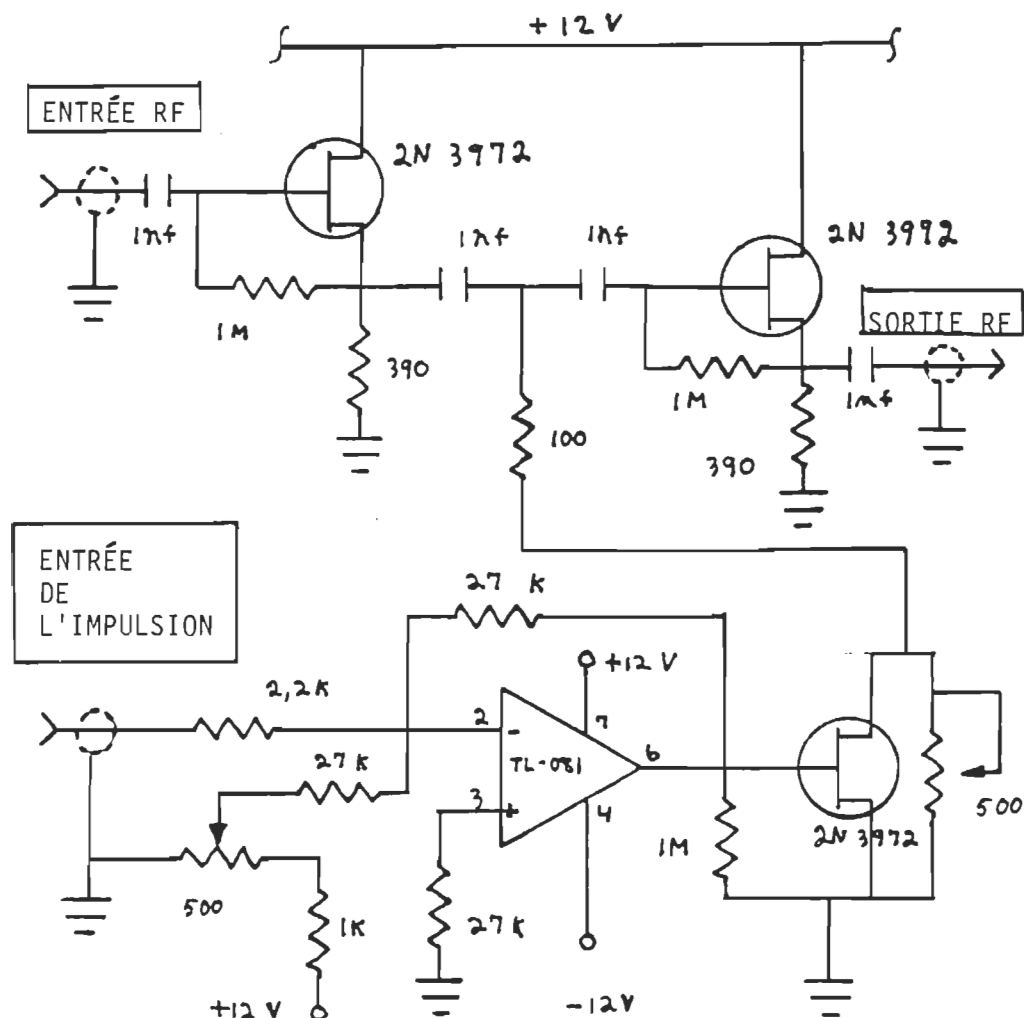 +12 V
ENTRÉE RF
2N 3972
1nf
1nf
1nf
2N 3972
SORTIE RF
1M
390
1M
1nf
100
390
ENTRÉE
DE
L'IMPULSION
27 K
+12 V
2,2K
2
-
7
27 K
TL-081
6
3
+
4
1M
2N 3972
500
500
1K
27K
+12 V
-12V